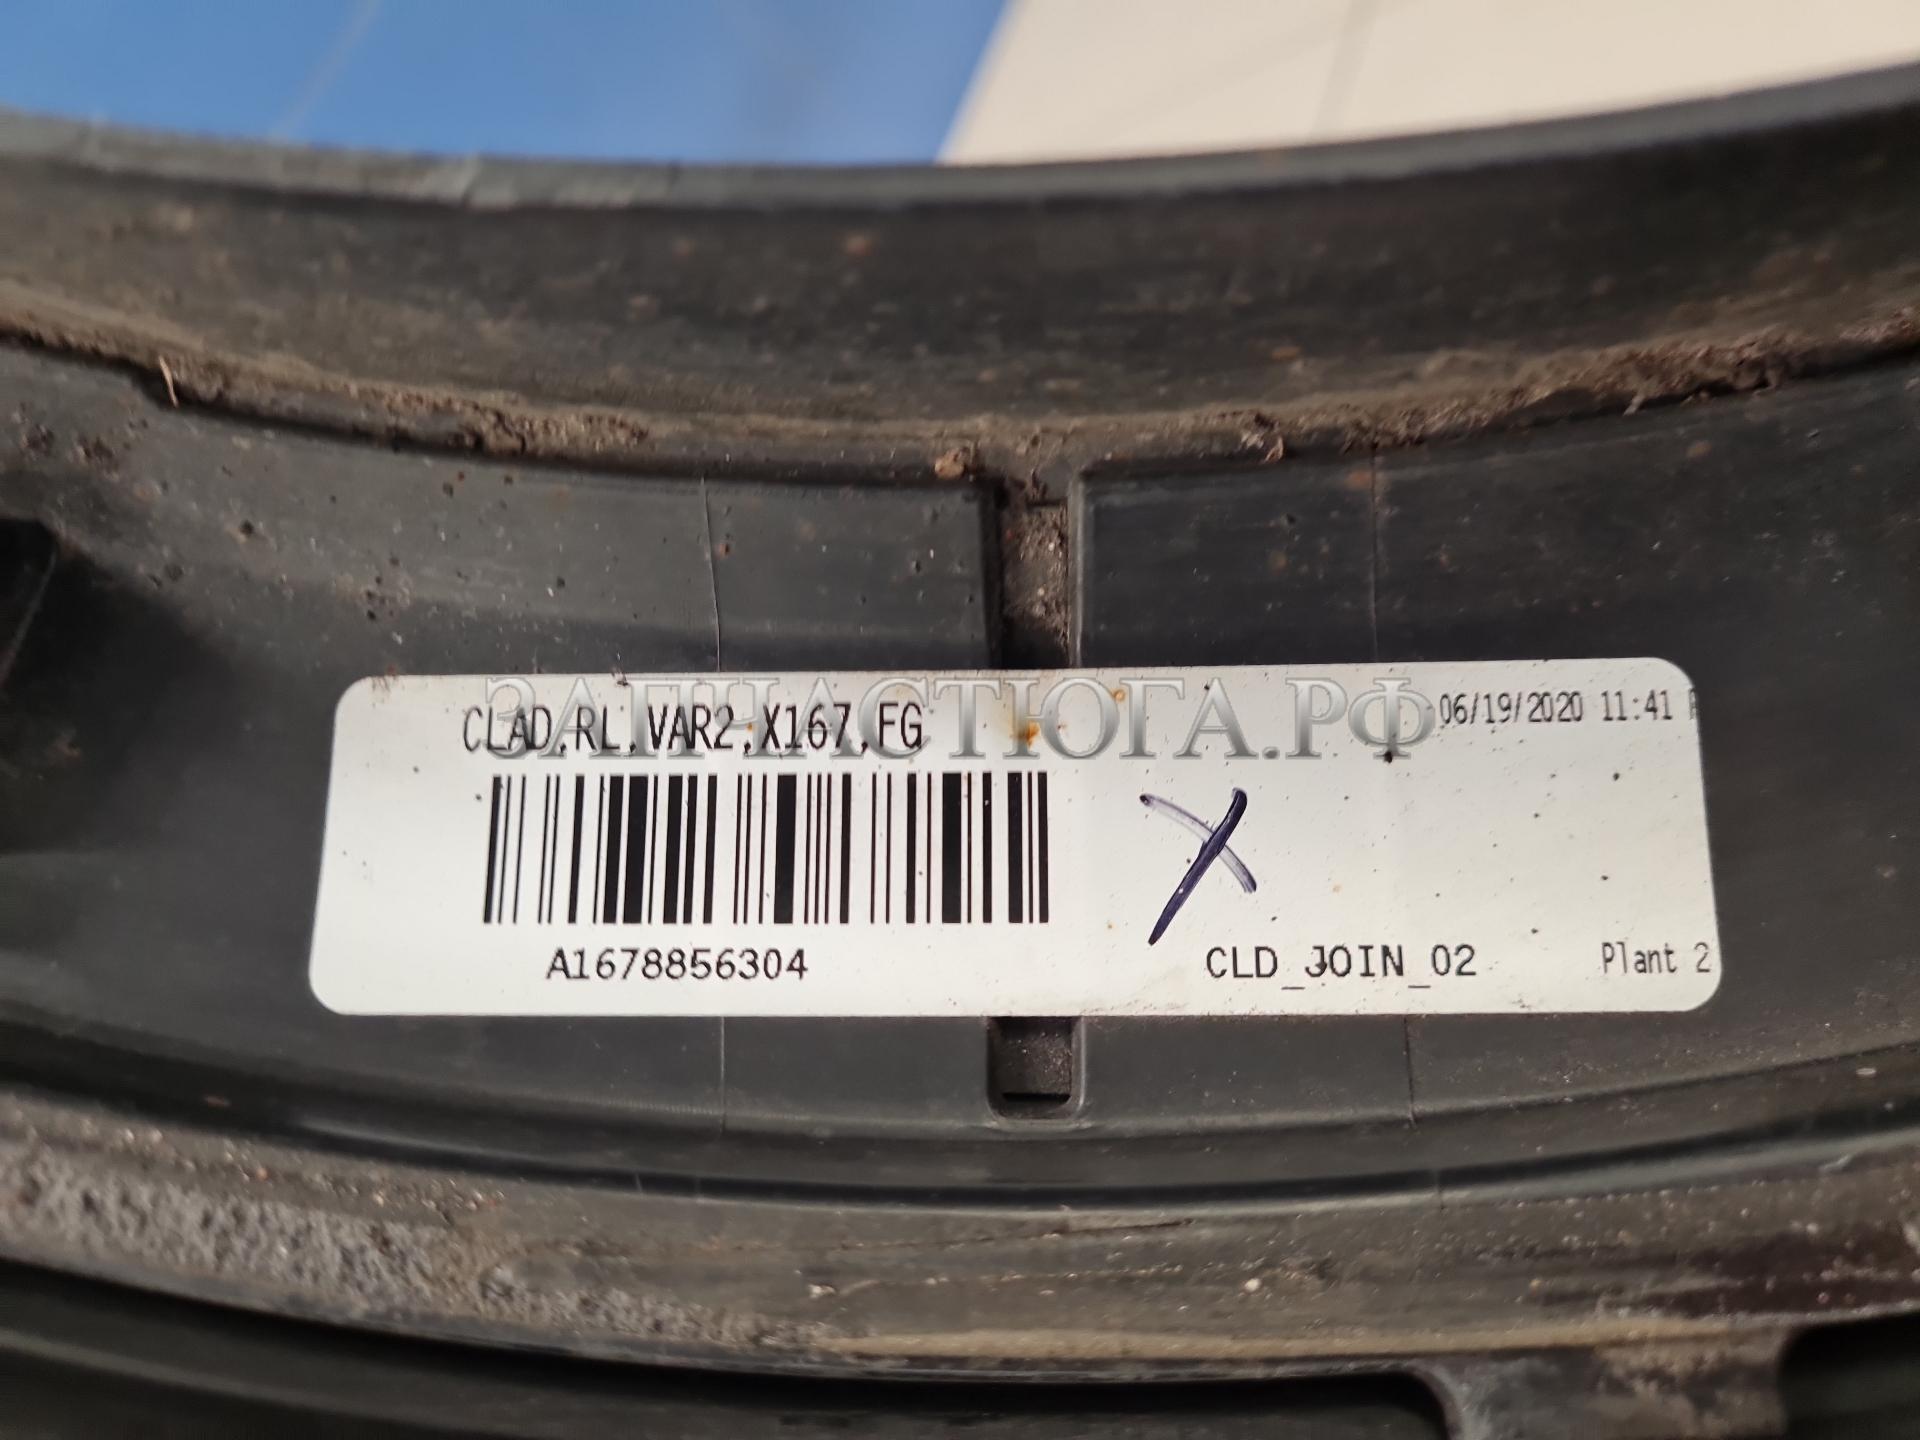 ЗАПЧАСТЮГА.РФ
CLAD,RL,VAR2,X167,FG
06/19/2020 11:41
A1678856304
CLD_JOIN_02
Plant 2